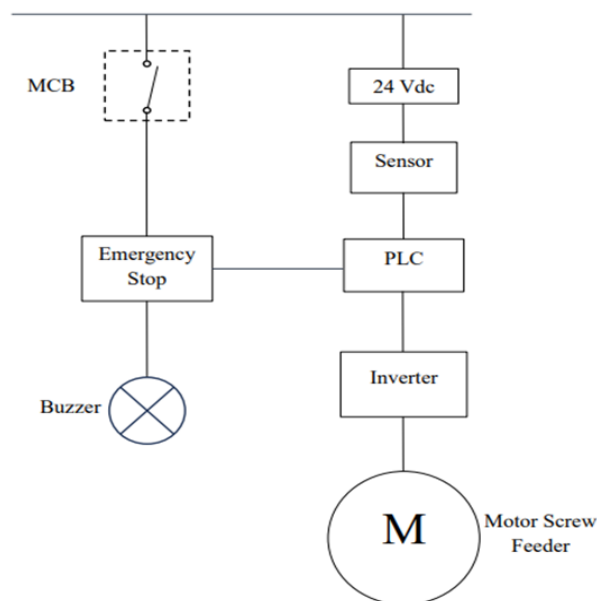 MCB
24 Vdc
Sensor
Emergency
Stop
PLC
Inverter
Buzzer
M
Motor Screw
Feeder